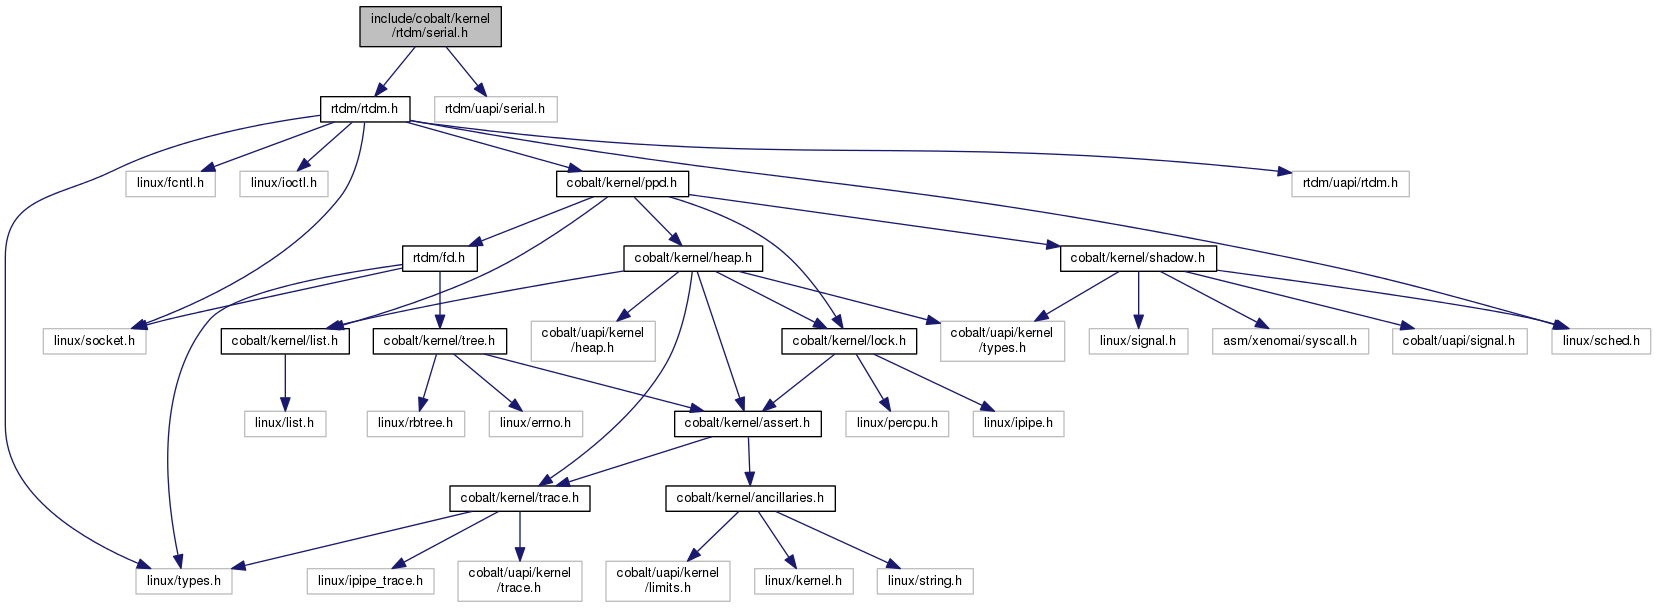 include/cobalt/kernel
/rtdm/serial.h
rtdm/rtdm.h
rtdm/uapi/serial.h
linux/fcntl.h
linux/ioctl.h
cobalt/kernel/ppd.h
rtdm/uapi/rtdm.h
rtdm/fd.h
cobalt/kernel/heap.h
cobalt/kernel/shadow.h
linux/socket.h
cobalt/kernel/list.h
cobalt/kernel/tree.h
cobalt/uapi/kernel
/heap.h
cobalt/kernel/lock.h
cobalt/uapi/kernel
/types.h
linux/signal.h
asm/xenomai/syscall.h
cobalt/uapi/signal.h
linux/sched.h
linux/list.h
linux/rbtree.h
linux/errno.h
cobalt/kernel/assert.h
linux/percpu.h
linux/ipipe.h
cobalt/kernel/trace.h
cobalt/kernel/ancillaries.h
linux/types.h
linux/ipipe_trace.h
cobalt/uapi/kernel
/trace.h
cobalt/uapi/kernel
/limits.h
linux/kernel.h
linux/string.h